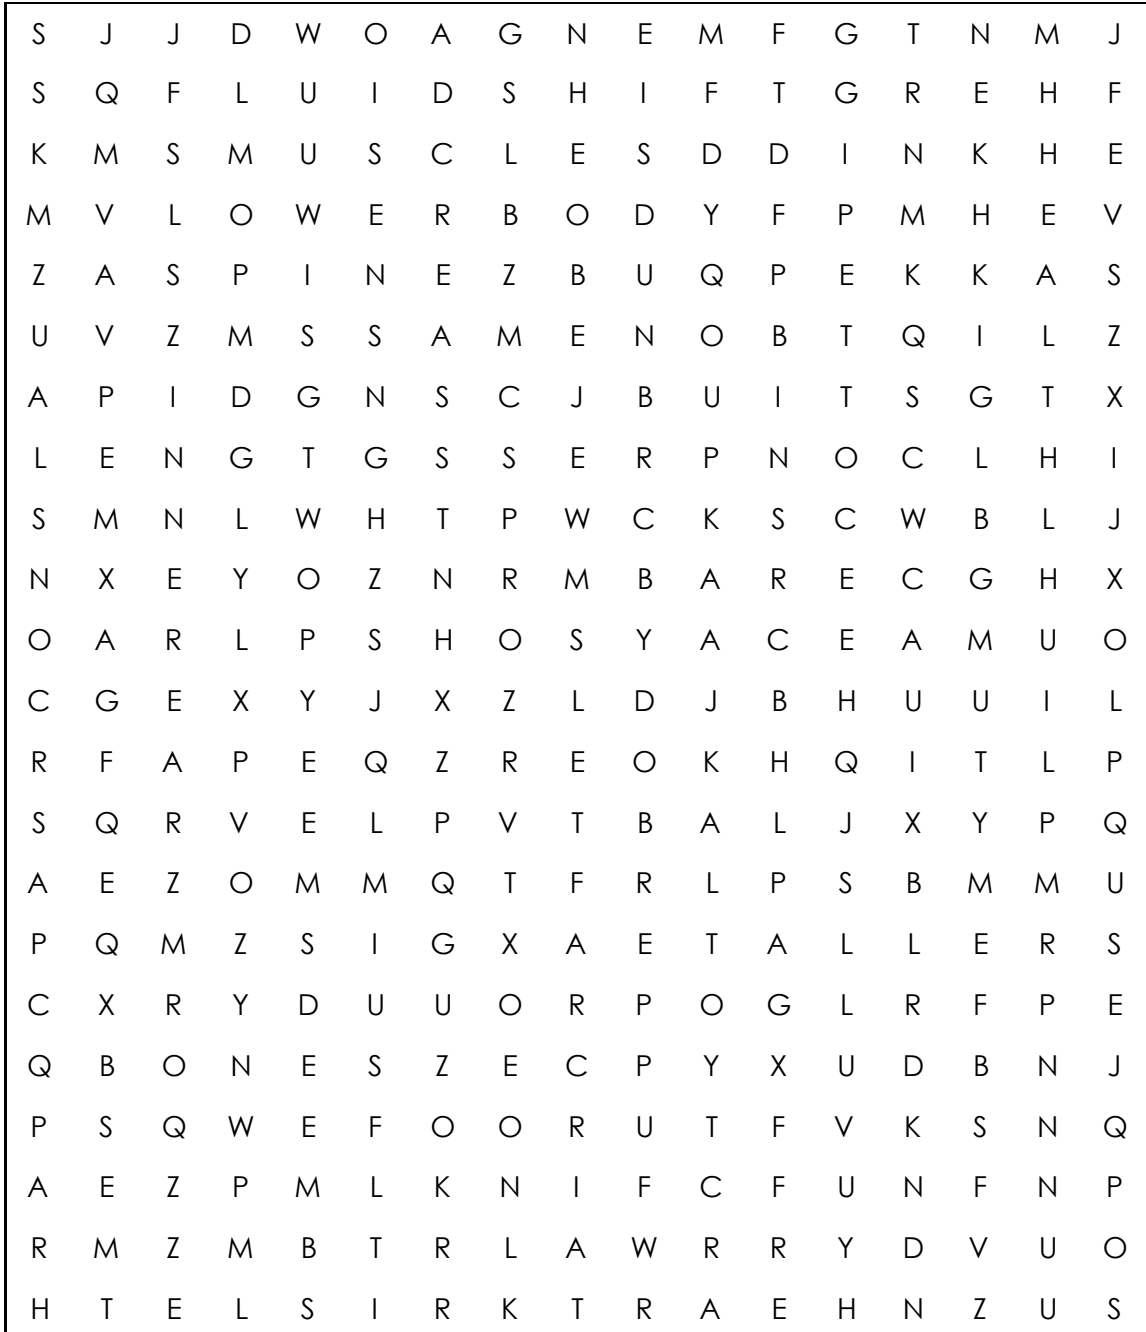 S J J D W O A G N E M F G T N M J
S Q F L U I D S H I F T G R E H F
K M S M U S C L E S D D I N K H E
M V L O W E R B O D Y F P M H E V
Z A S P I N E Z B U Q P E K K A S
U V Z M S S A M E N O B T Q I L Z
A P I D G N S C J B U I T S G T X
L E N G T G S S E R P N O C L H I
S M N L W H T P W C K S C W B L J
N X E Y O Z N R M B A R E C G H X
O A R L P S H O S Y A C E A M U O
C G E X Y J X Z L D J B H U U I L
R F A P E Q Z R E O K H Q I T L P
S Q R V E L P V T B A L J X Y P Q
A E Z O M M Q T F R L P S B M M U
P Q M Z S I G X A E T A L L E R S
C X R Y D U U O R P O G L R F P E
Q B O N E S Z E C P Y X U D B N J
P S Q W E F O O R U T F V K S N Q
A E Z P M L K N I F C F U N F N P
R M Z M B T R L A W R R Y D V U O
H T E L S I R K T R A E H N Z U S